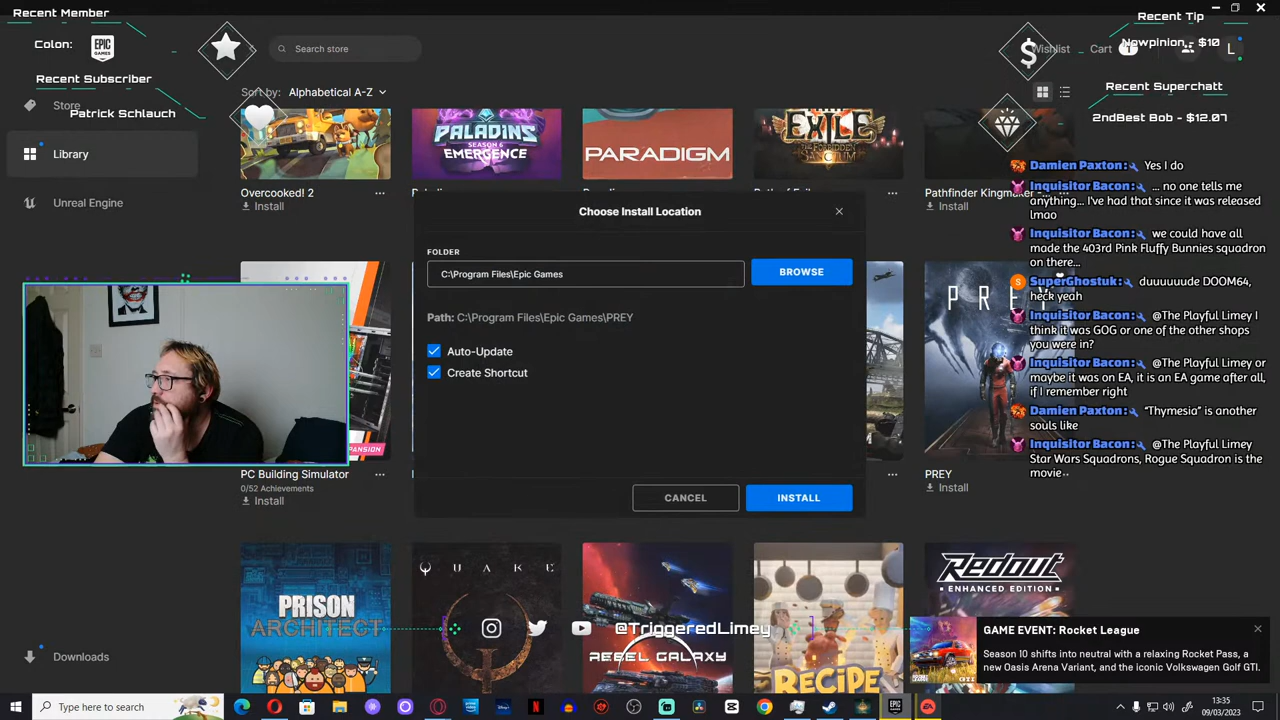 Recent Member
Colon:
EPIC GAMES
Search store
Recent Tip
Wishlist
Cart
Nowpinion - $10
1
L
Recent Subscriber
Patrick Schlauch
Recent Superchatt
2ndBest Bob - $12.07
Store
Library
Unreal Engine
Downloads
Sort by:
Alphabetical A-Z
PALADINS
SEASON 6
EMERGENCE
PARADIGM
EXILE
Overcooked! 2
Install
Pathfinder Kingmaker -
Install
Choose Install Location
FOLDER
C:\Program Files\Epic Games
BROWSE
Path: C:\Program Files\Epic Games\PREY
Auto-Update
Create Shortcut
CANCEL
INSTALL
Damien Paxton: Yes I do
Inquisitor Bacon: ... no one tells me
anything... I've had that since it was released
lmao
Inquisitor Bacon: we could have all
made the 403rd Pink Fluffy Bunnies squadron
on there...
SuperGhostuk: duuuuuude DOOM64,
heck yeah
Inquisitor Bacon: @The Playful Limey I
think it was GOG or one of the other shops
you were in?
Inquisitor Bacon: @The Playful Limey or
maybe it was on EA, it is an EA game after all,
if I remember right
Damien Paxton: “Thymesia” is another
souls like
Inquisitor Bacon: @The Playful Limey
Star Wars Squadrons, Rogue Squadron is the
movie
PREY
PANSION
PC Building Simulator
0/52 Achievements
Install
PREY
Install
PRISON
ARCHITECT
QUAKE
REBEL GALAXY
RECIPE
Redout
ENHANCED EDITION
@TriggeredLimey
GAME EVENT: Rocket League
Season 10 shifts into neutral with a relaxing Rocket Pass, a
new Oasis Arena Variant, and the iconic Volkswagen Golf GTI.
Type here to search
13:35
09/03/2023